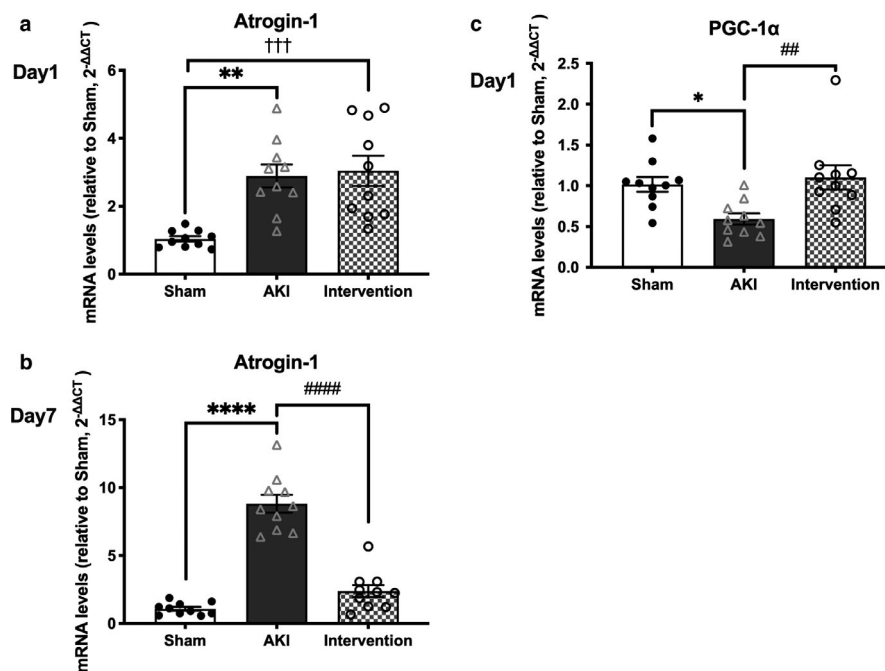 a
Atrogin-1
Day1
†††
**
mRNA levels (relative to Sham, 2-ΔΔCT )
6
4
2
0
Sham AKI Intervention
c
PGC-1α
Day1
##
*
mRNA levels (relative to Sham, 2-ΔΔCT )
2.5
2.0
1.5
1.0
0.5
0.0
Sham AKI Intervention
b
Atrogin-1
Day7
####
****
mRNA levels (relative to Sham, 2-ΔΔCT )
15
10
5
0
Sham AKI Intervention